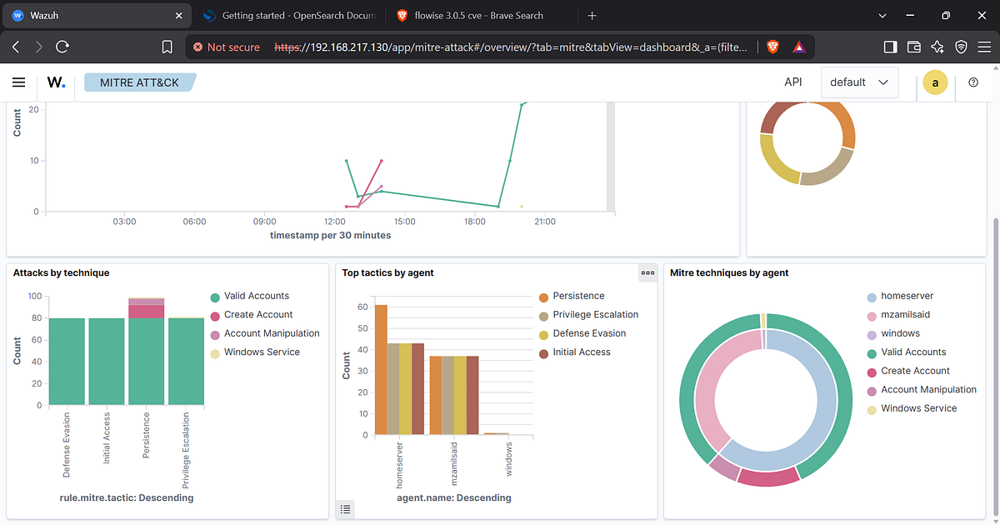 W Wazuh
Getting started - OpenSearch Docum
flowise 3.0.5 cve - Brave Search
Not secure
https://192.168.217.130/app/mitre-attack#/overview/?tab=mitre&tabView=dashboard&_a=(filte...
W.
MITRE ATT&CK
API
default
a
Count
20
10
0
03:00
06:00
09:00
12:00
15:00
18:00
21:00
timestamp per 30 minutes
Attacks by technique
Count
100
80
60
40
20
0
Defense Evasion
Initial Access
Persistence
Privilege Escalation
rule.mitre.tactic: Descending
Valid Accounts
Create Account
Account Manipulation
Windows Service
Top tactics by agent
Count
60
50
40
30
20
10
0
homeserver
mzamilsaid
windows
agent.name: Descending
Persistence
Privilege Escalation
Defense Evasion
Initial Access
Mitre techniques by agent
homeserver
mzamilsaid
windows
Valid Accounts
Create Account
Account Manipulation
Windows Service